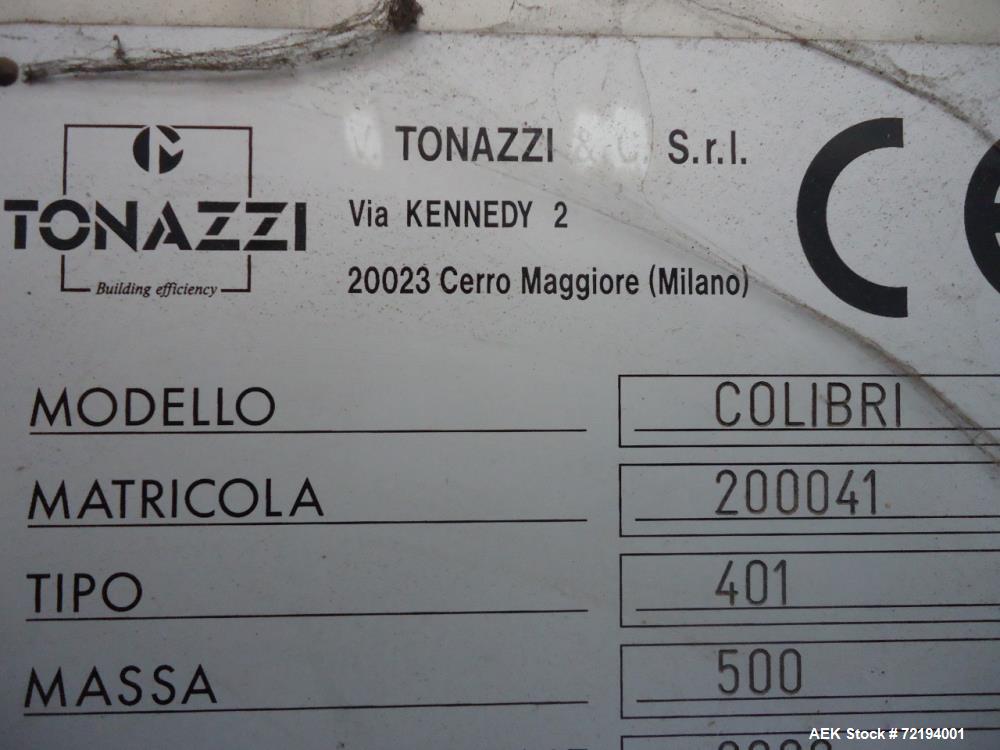 TONAZZI
Building efficiency
V. TONAZZI & C. S.r.l.
Via KENNEDY 2
20023 Cerro Maggiore (Milano)
CE
MODELLO COLIBRI
MATRICOLA 200041
TIPO 401
MASSA 500
AEK Stock # 72194001